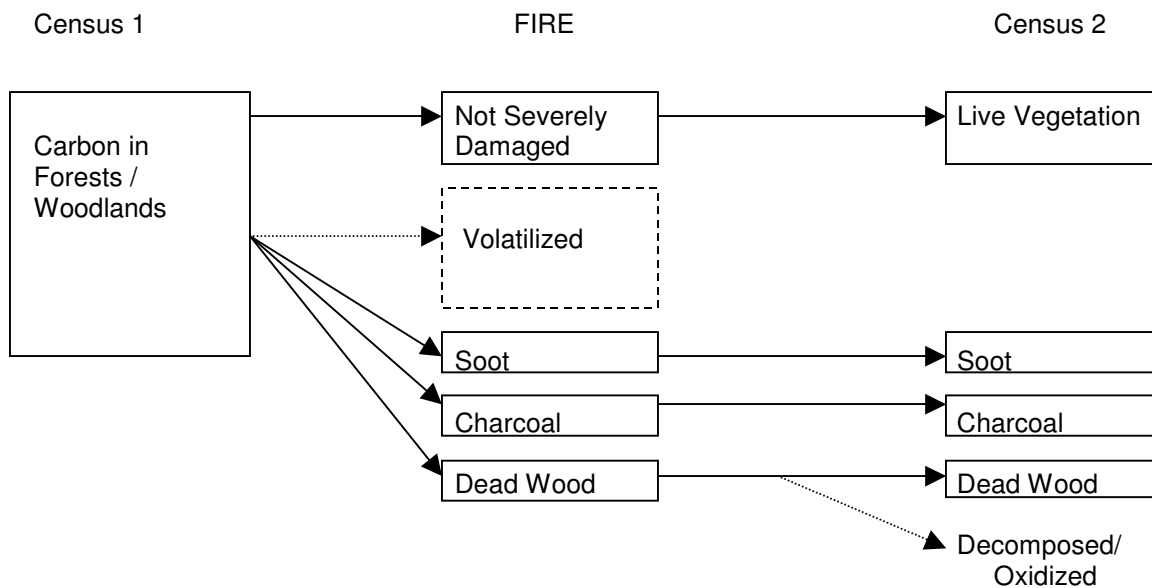 Census 1
FIRE
Census 2
Carbon in
Forests /
Woodlands
Not Severely
Damaged
Live Vegetation
Volatilized
Soot
Soot
Charcoal
Charcoal
Dead Wood
Dead Wood
Decomposed/
Oxidized